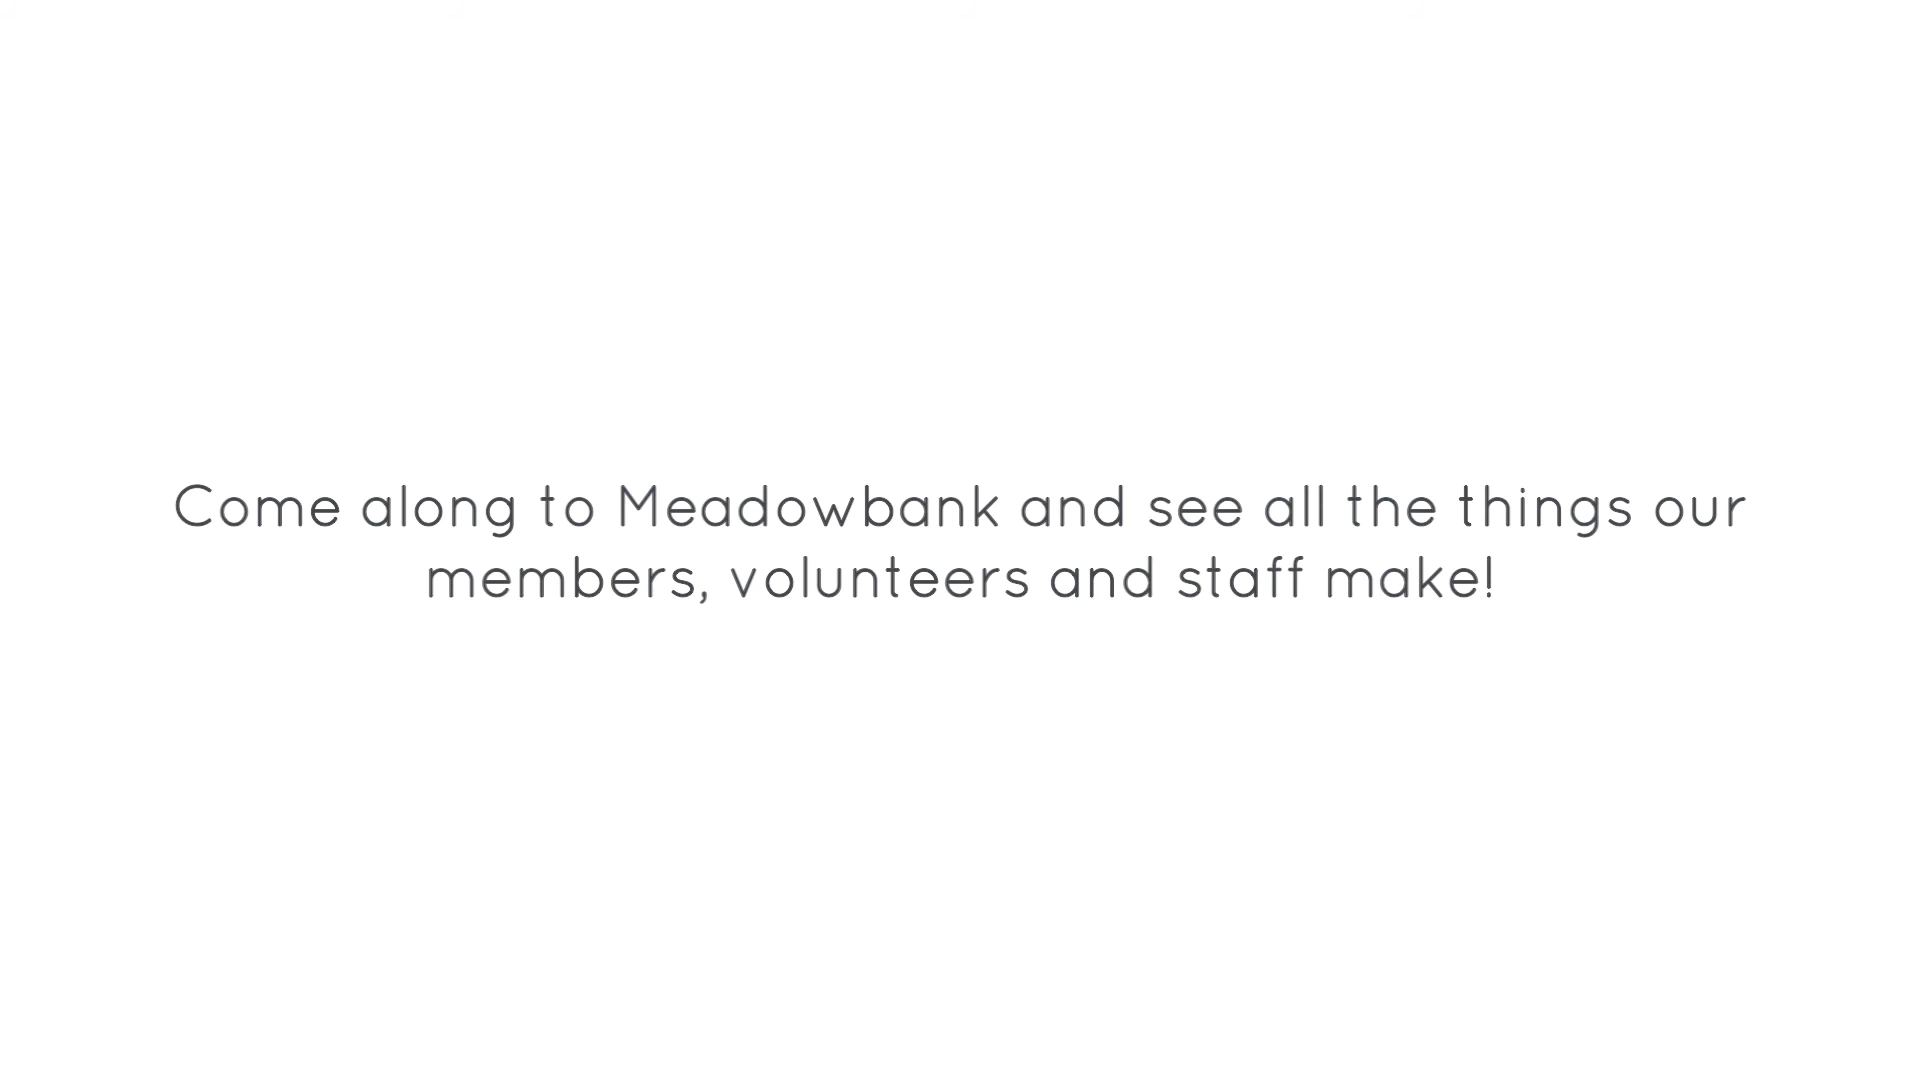 Come along to Meadowbank and see all the things our
members, volunteers and staff make!